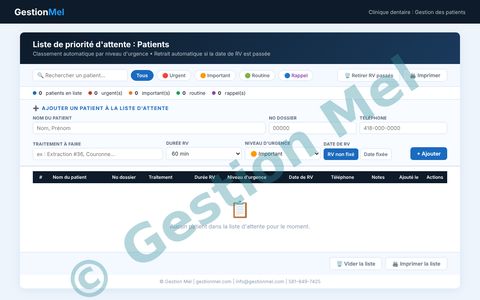 GestionMel
Clinique dentaire : Gestion des patients
Liste de priorité d'attente : Patients
Classement automatique par niveau d'urgence • Retrait automatique si la date de RV est passée
Rechercher un patient...
Tous
Urgent
Important
Routine
Rappel
Retirer RV passés
Imprimer
0 patients en liste
0 urgent(s)
0 important(s)
0 routine
0 rappel(s)
+ AJOUTER UN PATIENT À LA LISTE D'ATTENTE
NOM DU PATIENT
NO DOSSIER
TÉLÉPHONE
Nom, Prénom
00000
418-000-0000
TRAITEMENT À FAIRE
DURÉE RV
NIVEAU D'URGENCE
DATE DE RV
ex : Extraction #36, Couronne...
60 min
Important
RV non fixé
Date fixée
+ Ajouter
# Nom du patient No dossier Traitement Durée RV Niveau d'urgence Date de RV Téléphone Notes Ajouté le Actions
Aucun patient dans la liste d'attente pour le moment.
Vider la liste
Imprimer la liste
© Gestion Mel | gestionmel.com | info@gestionmel.com | 581-849-7425
© Gestion Mel